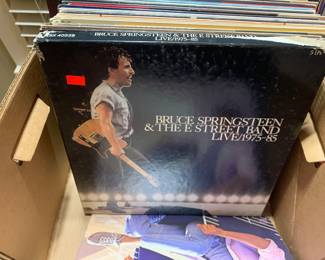 BRUCE SPRINGSTEEN & THE E STREET BAND LIVE/1975-85
BRUCE SPRINGSTEEN
& THE E STREET BAND
LIVE/1975-85